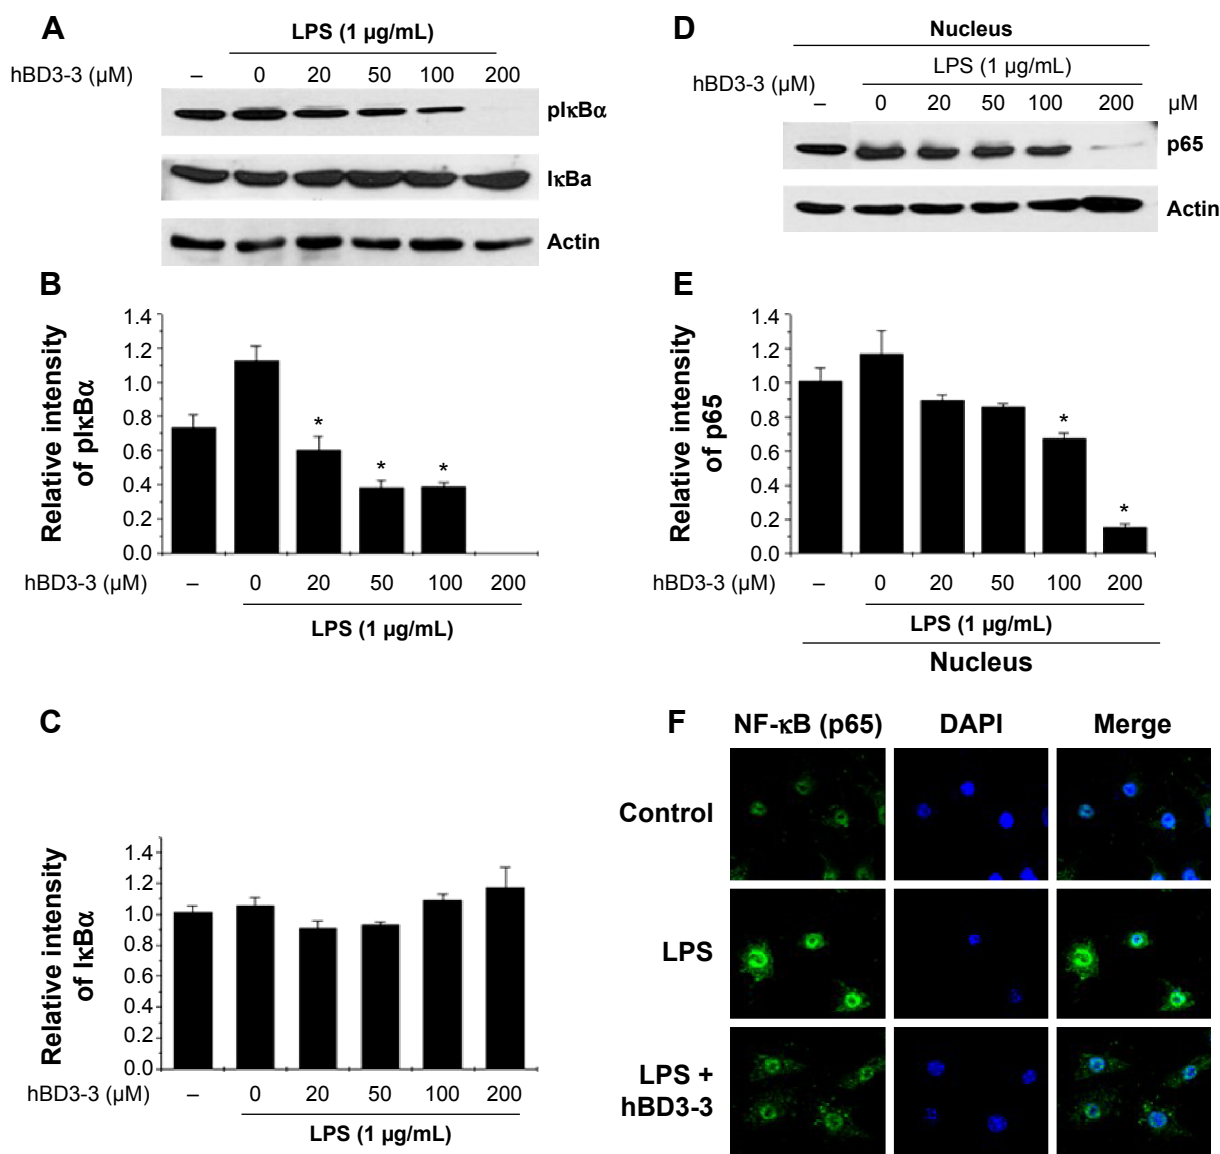 A
LPS (1 µg/mL)
hBD3-3 (µM) – 0 20 50 100 200
pIκBα
IκBa
Actin
B
Relative intensity
of pIκBα
1.4
1.2
1.0
0.8
0.6
0.4
0.2
0.0
*
*
*
hBD3-3 (µM) – 0 20 50 100 200
LPS (1 µg/mL)
C
Relative intensity
of IκBα
1.4
1.2
1.0
0.8
0.6
0.4
0.2
0.0
hBD3-3 (µM) – 0 20 50 100 200
LPS (1 µg/mL)
D
Nucleus
LPS (1 µg/mL)
hBD3-3 (µM)
– 0 20 50 100 200 µM
p65
Actin
E
Relative intensity
of p65
1.4
1.2
1.0
0.8
0.6
0.4
0.2
0.0
*
*
hBD3-3 (µM) – 0 20 50 100 200
LPS (1 µg/mL)
Nucleus
F
NF-κB (p65) DAPI Merge
Control
LPS
LPS +
hBD3-3